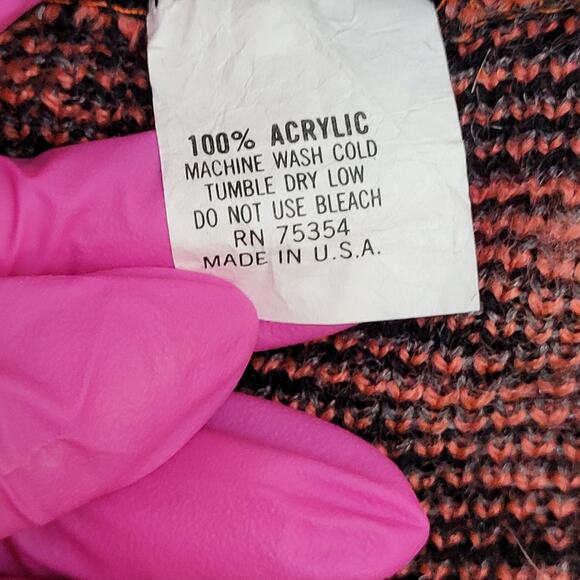 100% ACRYLIC
MACHINE WASH COLD
TUMBLE DRY LOW
DO NOT USE BLEACH
RN 75354
MADE IN U.S.A.